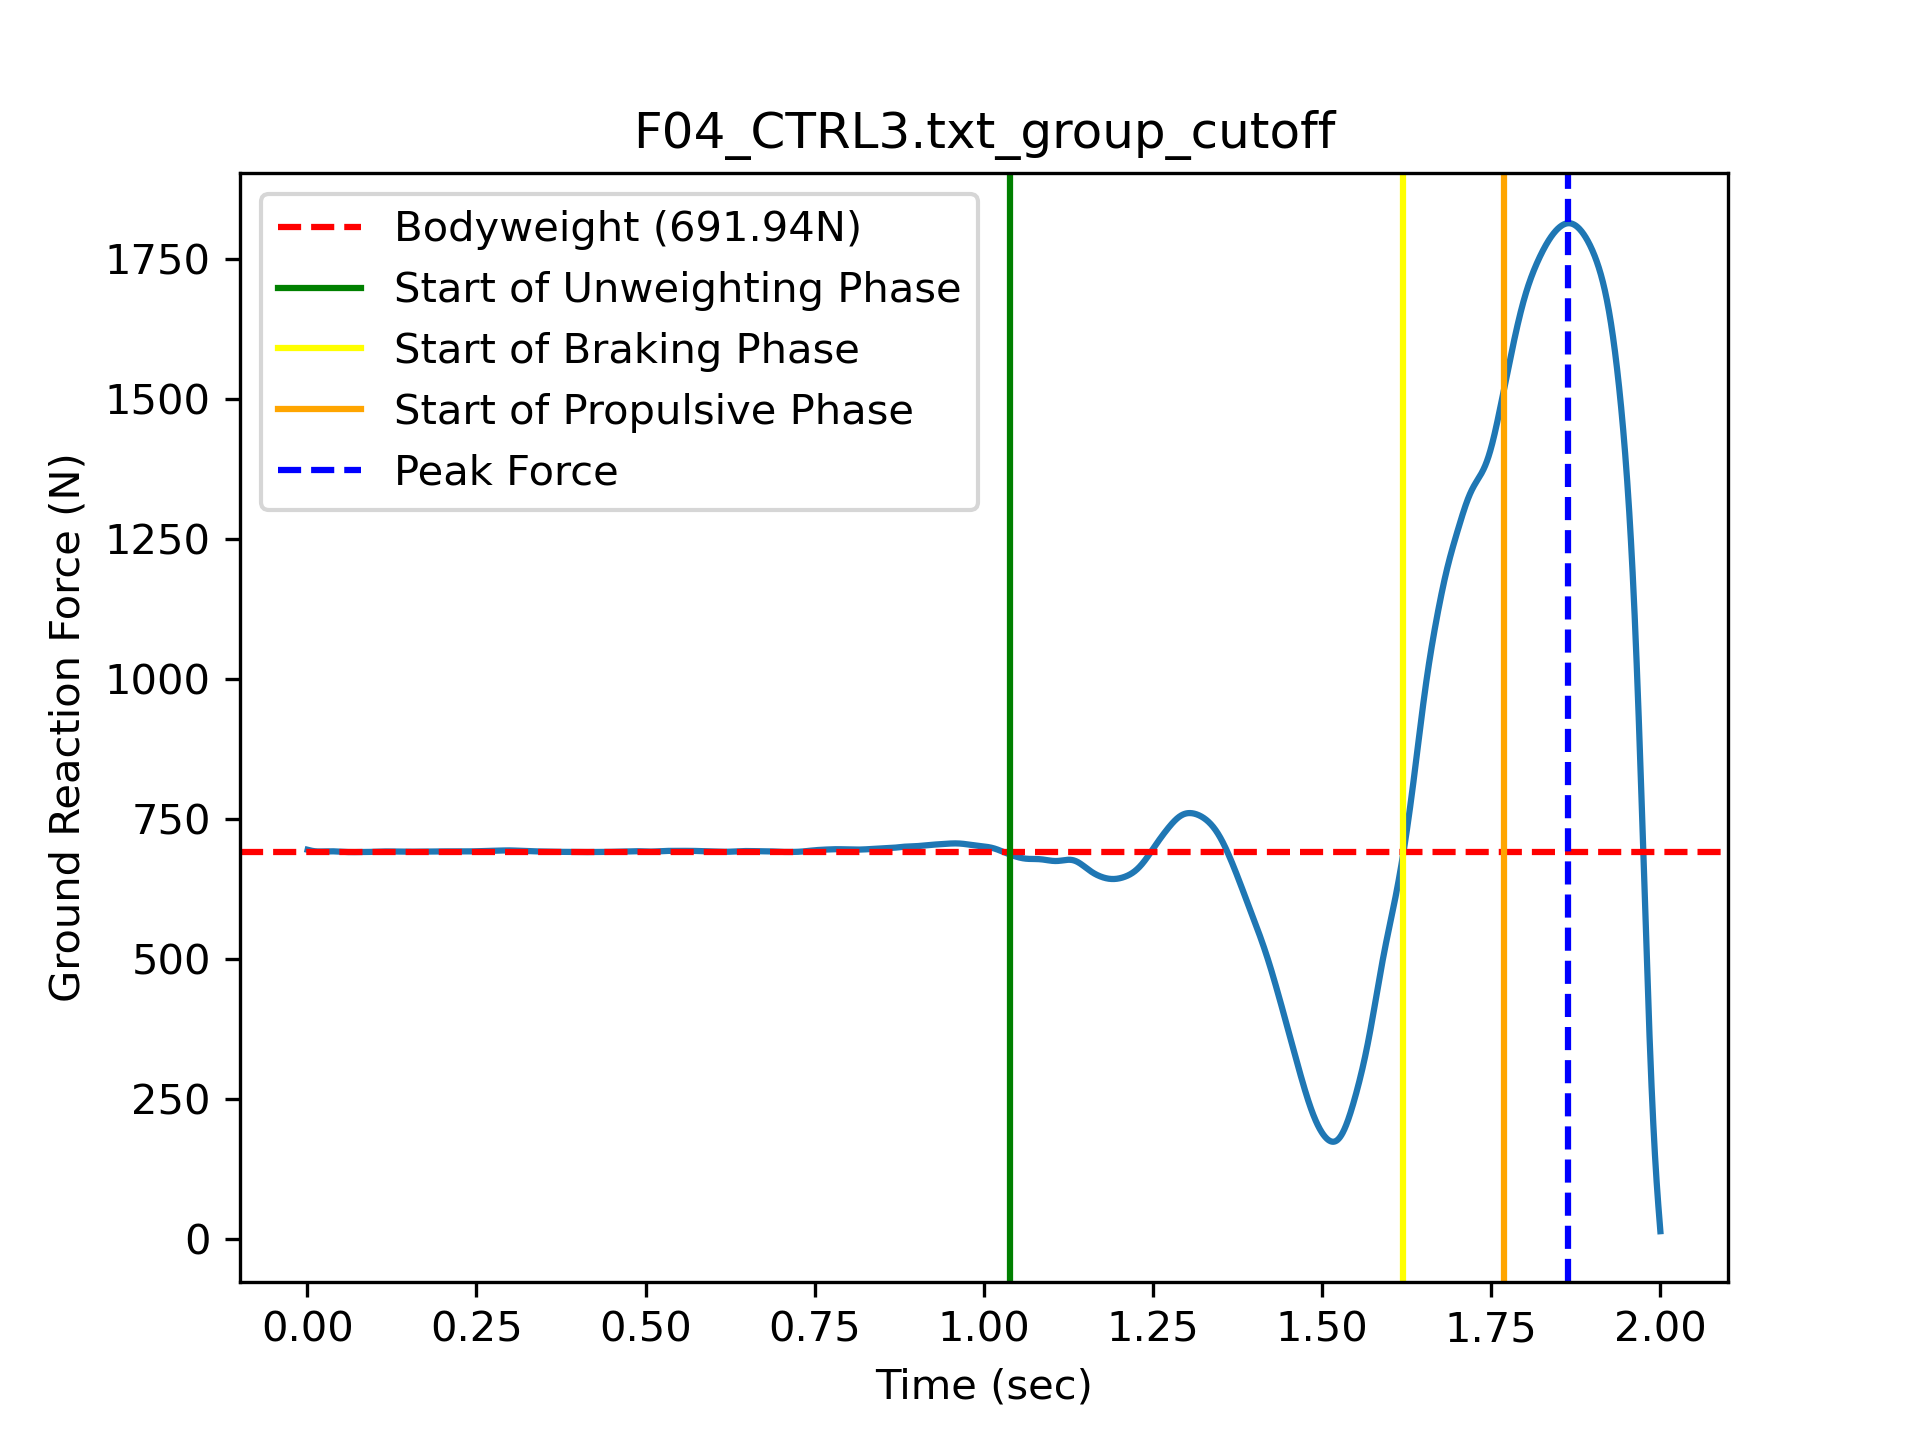 F04_CTRL3.txt_group_cutoff
Bodyweight (691.94N)
Start of Unweighting Phase
Start of Braking Phase
Start of Propulsive Phase
Peak Force
Ground Reaction Force (N)
1750
1500
1250
1000
750
500
250
0
0.00 0.25 0.50 0.75 1.00 1.25 1.50 1.75 2.00
Time (sec)